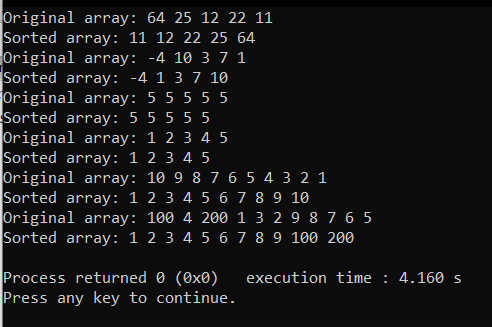 Original array: 64 25 12 22 11
Sorted array: 11 12 22 25 64
Original array: -4 10 3 7 1
Sorted array: -4 1 3 7 10
Original array: 5 5 5 5 5
Sorted array: 5 5 5 5 5
Original array: 1 2 3 4 5
Sorted array: 1 2 3 4 5
Original array: 10 9 8 7 6 5 4 3 2 1
Sorted array: 1 2 3 4 5 6 7 8 9 10
Original array: 100 4 200 1 3 2 9 8 7 6 5
Sorted array: 1 2 3 4 5 6 7 8 9 100 200
Process returned 0 (0x0)   execution time : 4.160 s
Press any key to continue.